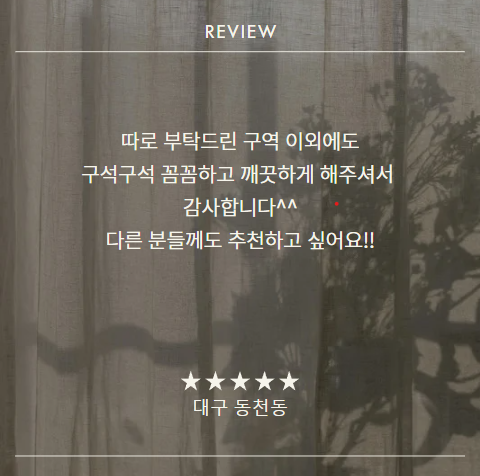 REVIEW
따로 부탁드린 구역 이외에도
구석구석 꼼꼼하고 깨끗하게 해주셔서
감사합니다^^
다른 분들께도 추천하고 싶어요!!
★★★★★
대구 동천동